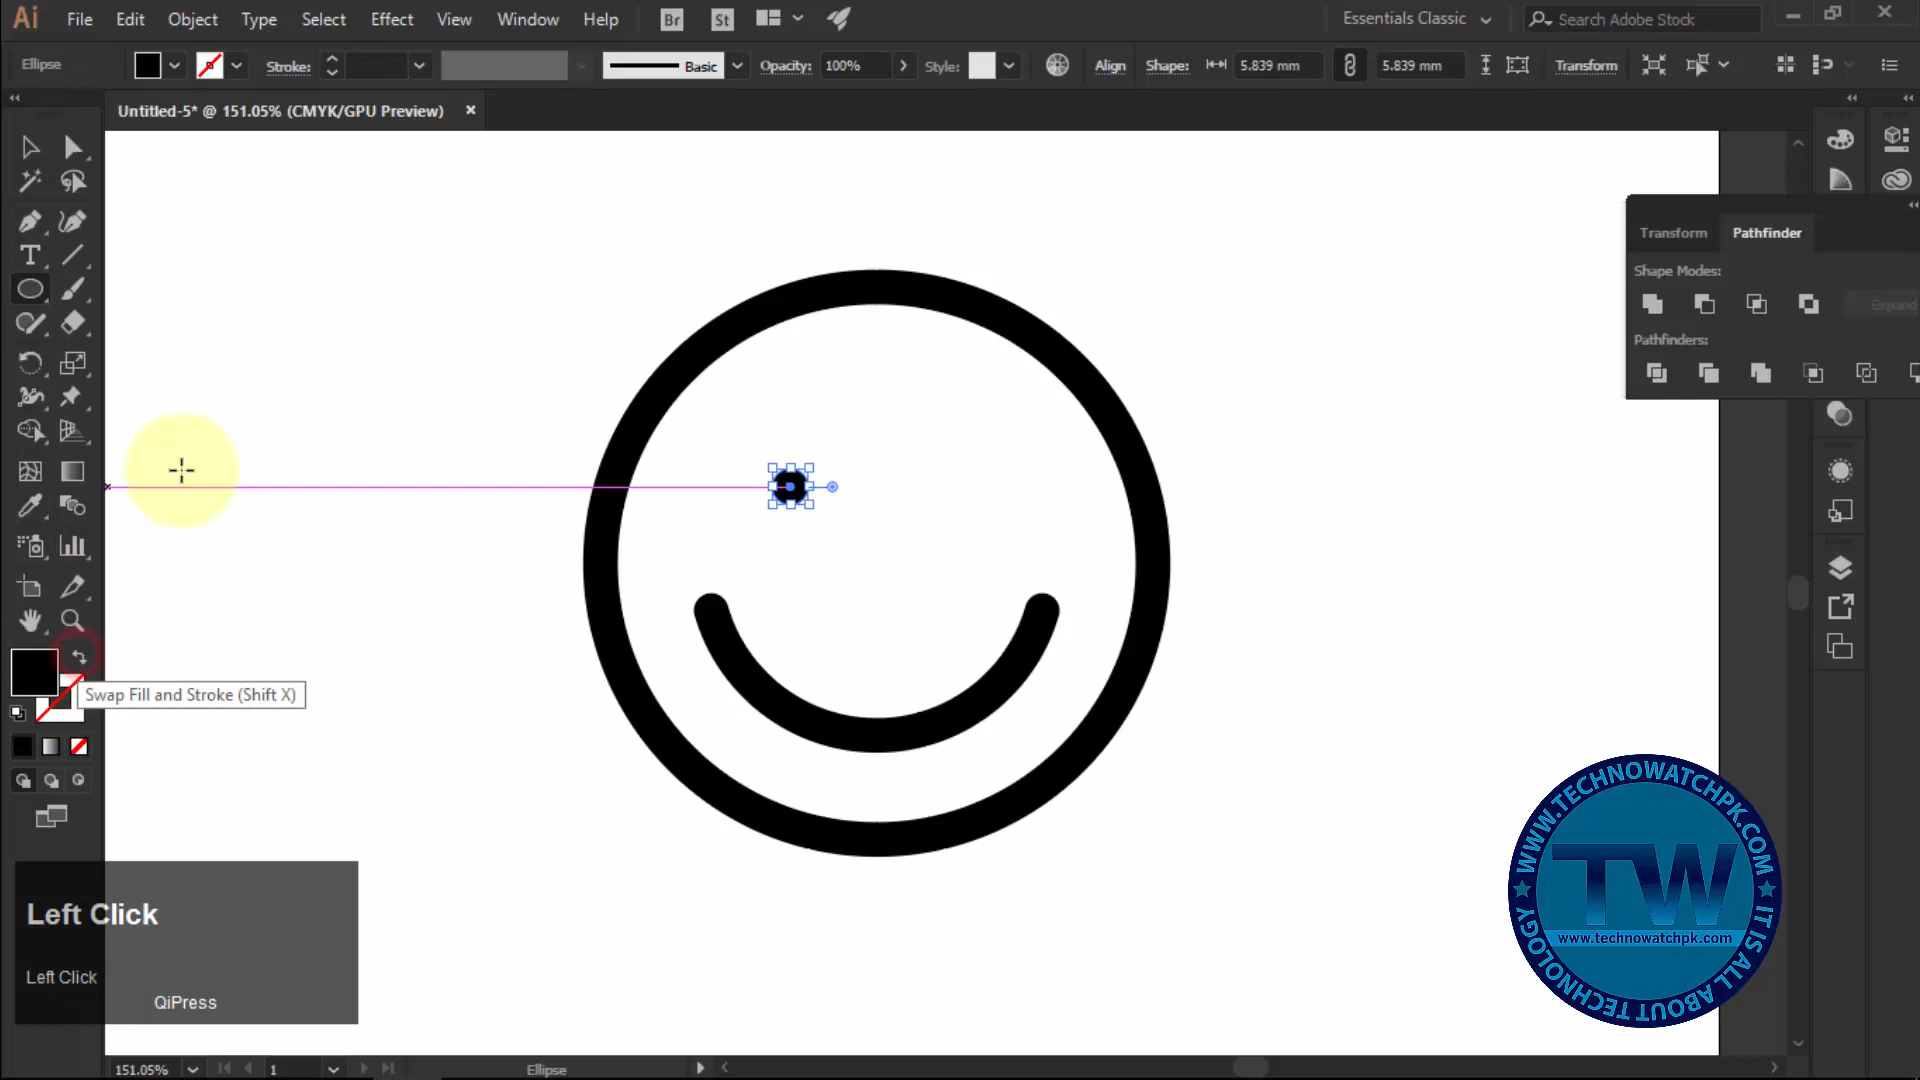 Ai File Edit Object Type Select Effect View Window Help Br St Essentials Classic Search Adobe Stock
Ellipse Stroke: Basic Opacity: 100% Style: Align Shape: 5.839 mm 5.839 mm Transform
Untitled-5* @ 151.05% (CMYK/GPU Preview) ×
Transform Pathfinder
Shape Modes:
Expand
Pathfinders:
Swap Fill and Stroke (Shift X)
Left Click
Left Click
QiPress
WWW.TECHNOWATCHPK.COM
TW
www.technowatchpk.com
IT IS ALL ABOUT TECHNOLOGY
151.05% 1 Ellipse